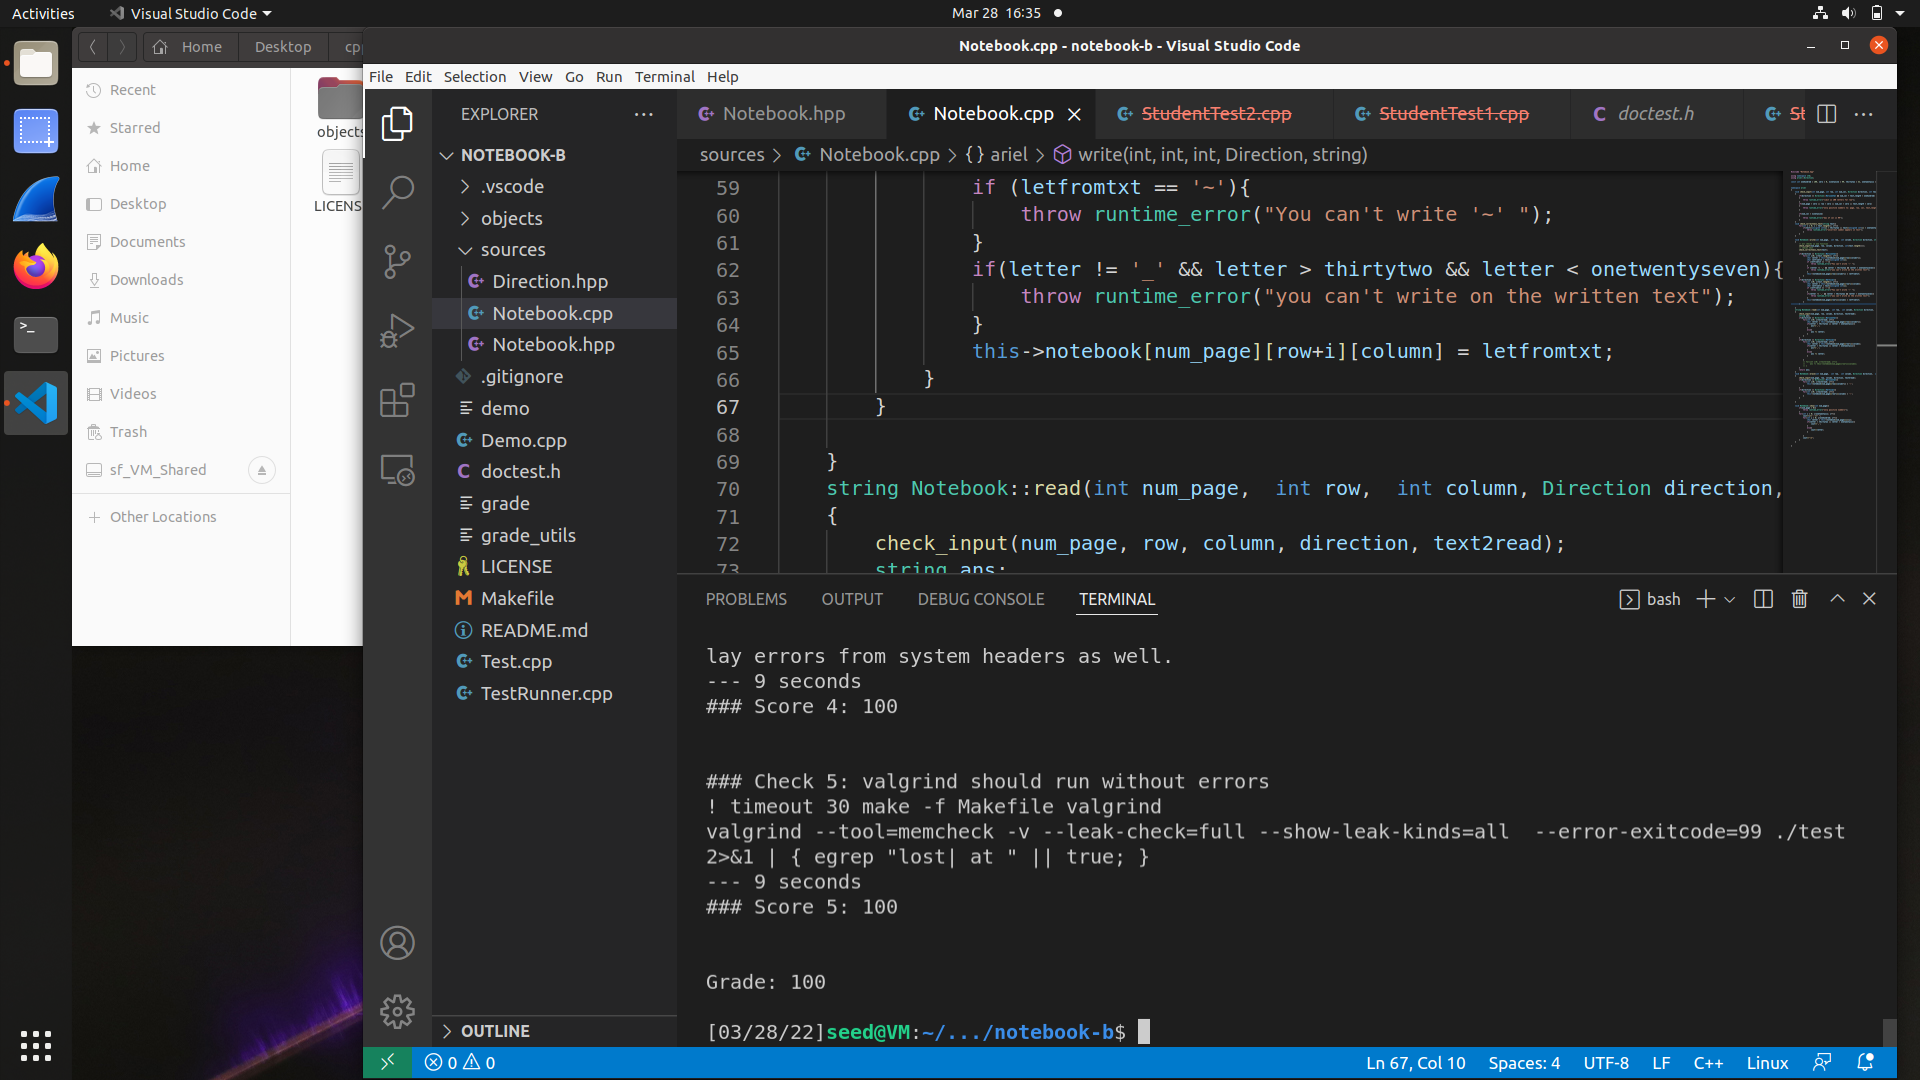 Activities
Visual Studio Code
Mar 28 16:35
Home
Desktop
Recent
Starred
Home
Desktop
Documents
Downloads
Music
Pictures
Videos
Trash
sf_VM_Shared
Other Locations
objects
Notebook.cpp - notebook-b - Visual Studio Code
File Edit Selection View Go Run Terminal Help
EXPLORER
NOTEBOOK-B
.vscode
objects
sources
Direction.hpp
Notebook.cpp
Notebook.hpp
.gitignore
demo
Demo.cpp
doctest.h
grade
grade_utils
LICENSE
Makefile
README.md
Test.cpp
TestRunner.cpp
OUTLINE
Notebook.hpp
Notebook.cpp
StudentTest2.cpp
StudentTest1.cpp
doctest.h
sources > Notebook.cpp > {} ariel > write(int, int, int, Direction, string)
59 if (letfromtxt == '~'){
60 throw runtime_error("You can't write '~' ");
61 }
62 if(letter != '_' && letter > thirtytwo && letter < onetwentyseven){
63 throw runtime_error("you can't write on the written text");
64 }
65 this->notebook[num_page][row+i][column] = letfromtxt;
66 }
67 }
68
69 }
70 string Notebook::read(int num_page,  int row,  int column, Direction direction,
71 {
72 check_input(num_page, row, column, direction, text2read);
73 string ans;
PROBLEMS OUTPUT DEBUG CONSOLE TERMINAL
bash
lay errors from system headers as well.
--- 9 seconds
### Score 4: 100
### Check 5: valgrind should run without errors
! timeout 30 make -f Makefile valgrind
valgrind --tool=memcheck -v --leak-check=full --show-leak-kinds=all  --error-exitcode=99 ./test
2>&1 | { egrep "lost| at " || true; }
--- 9 seconds
### Score 5: 100
Grade: 100
[03/28/22]seed@VM:~/.../notebook-b$
0 0
Ln 67, Col 10
Spaces: 4
UTF-8
LF
C++
Linux